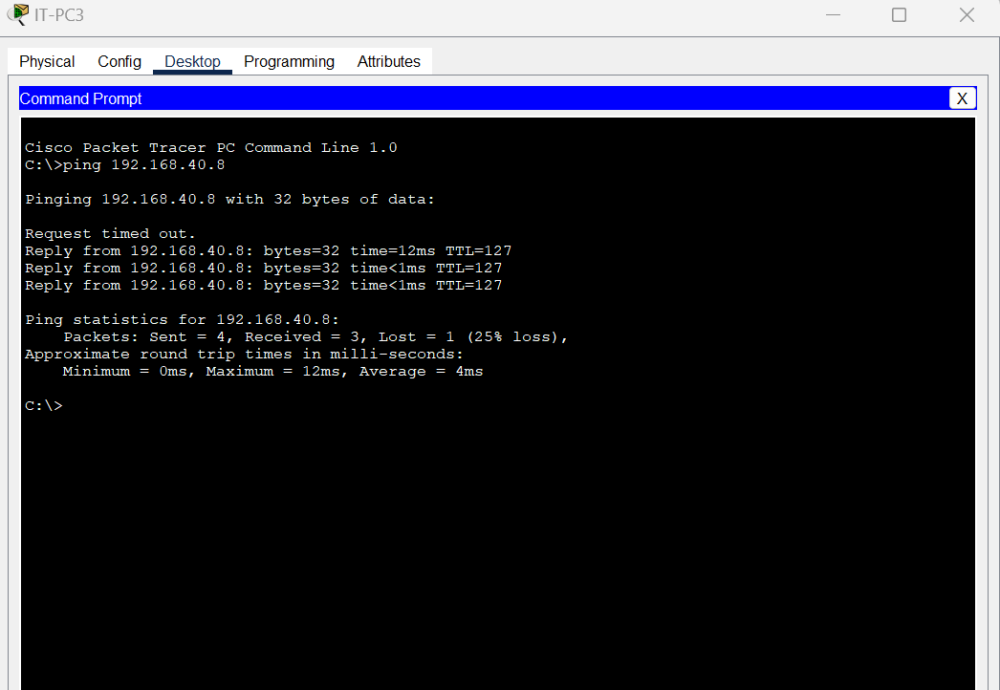 IT-PC3
Physical Config Desktop Programming Attributes
Command Prompt
X
Cisco Packet Tracer PC Command Line 1.0
C:\>ping 192.168.40.8
Pinging 192.168.40.8 with 32 bytes of data:
Request timed out.
Reply from 192.168.40.8: bytes=32 time=12ms TTL=127
Reply from 192.168.40.8: bytes=32 time<1ms TTL=127
Reply from 192.168.40.8: bytes=32 time<1ms TTL=127
Ping statistics for 192.168.40.8:
    Packets: Sent = 4, Received = 3, Lost = 1 (25% loss),
Approximate round trip times in milli-seconds:
    Minimum = 0ms, Maximum = 12ms, Average = 4ms
C:\>